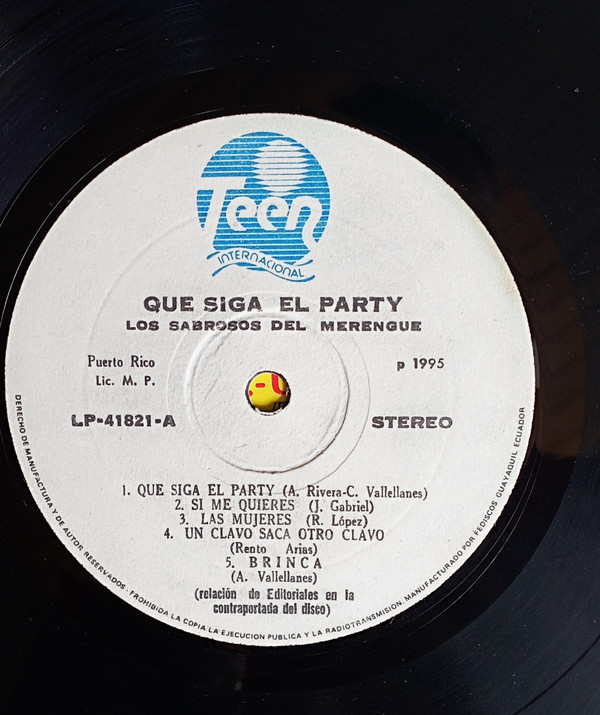 Teen
INTERNACIONAL
QUE SIGA EL PARTY
LOS SABROSOS DEL MERENGUE
Puerto Rico
Lic. M. P.
p 1995
LP-41821-A
STEREO
1. QUE SIGA EL PARTY (A. Rivera-C. Vallellanes)
2. SI ME QUIERES (J. Gabriel)
3. LAS MUJERES (R. López)
4. UN CLAVO SACA OTRO CLAVO
(Rento Arias)
5. BRINCA
(A. Vallellanes)
(relación de Editoriales en la
contraportada del disco)
DERECHO DE MANUFACTURA Y DE AUTOR RESERVADOS - PROHIBIDA LA COPIA LA EJECUCION PUBLICA Y LA RADIOTRANSMISION. MANUFACTURADO POR FEDISCOS GUAYAQUIL ECUADOR